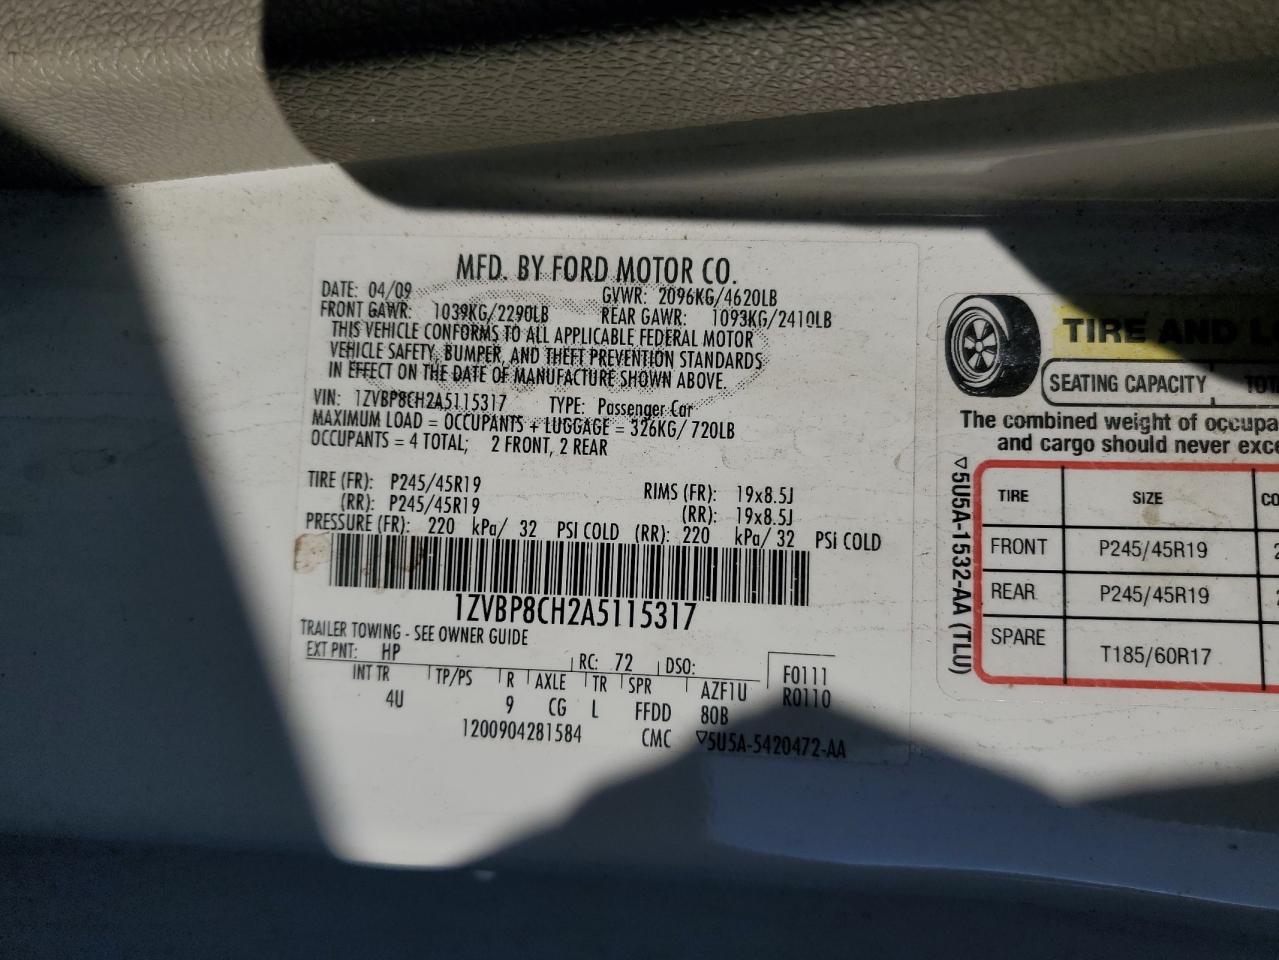 MFD. BY FORD MOTOR CO.
DATE: 04/09 GVWR: 2096KG/4620LB
FRONT GAWR: 1039KG/2290LB REAR GAWR: 1093KG/2410LB
THIS VEHICLE CONFORMS TO ALL APPLICABLE FEDERAL MOTOR
VEHICLE SAFETY, BUMPER, AND THEFT PREVENTION STANDARDS
IN EFFECT ON THE DATE OF MANUFACTURE SHOWN ABOVE.
VIN: 1ZVBP8CH2A5115317 TYPE: Passenger Car
MAXIMUM LOAD = OCCUPANTS + LUGGAGE = 326KG/ 720LB
OCCUPANTS = 4 TOTAL; 2 FRONT, 2 REAR
TIRE (FR): P245/45R19 RIMS (FR): 19x8.5J
(RR): P245/45R19 (RR): 19x8.5J
PRESSURE (FR): 220 kPa/ 32 PSI COLD (RR): 220 kPa/ 32 PSI COLD
1ZVBP8CH2A5115317
TRAILER TOWING - SEE OWNER GUIDE
EXT PNT: HP RC: 72 DSO: F0111
INT TR TP/PS R AXLE TR SPR AZF1U R0110
4U 9 CG L FFDD 80B
1200904281584 CMC ▽5U5A-5420472-AA
TIRE AND L
SEATING CAPACITY TO
The combined weight of occupa
and cargo should never exce
▽5U5A-1532-AA (TLU)
TIRE SIZE CO
FRONT P245/45R19 2
REAR P245/45R19
SPARE T185/60R17